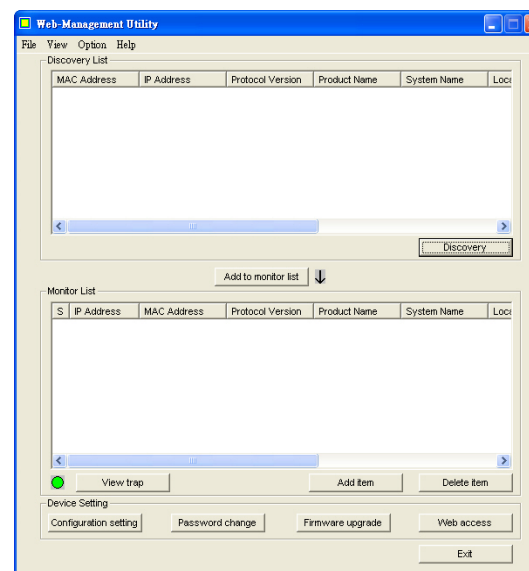 Web-Management Utility
File View Option Help
Discovery List
MAC Address IP Address Protocol Version Product Name System Name Loca
Discovery
Add to monitor list
Monitor List
S IP Address MAC Address Protocol Version Product Name System Name Loca
View trap Add item Delete item
Device Setting
Configuration setting Password change Firmware upgrade Web access
Exit